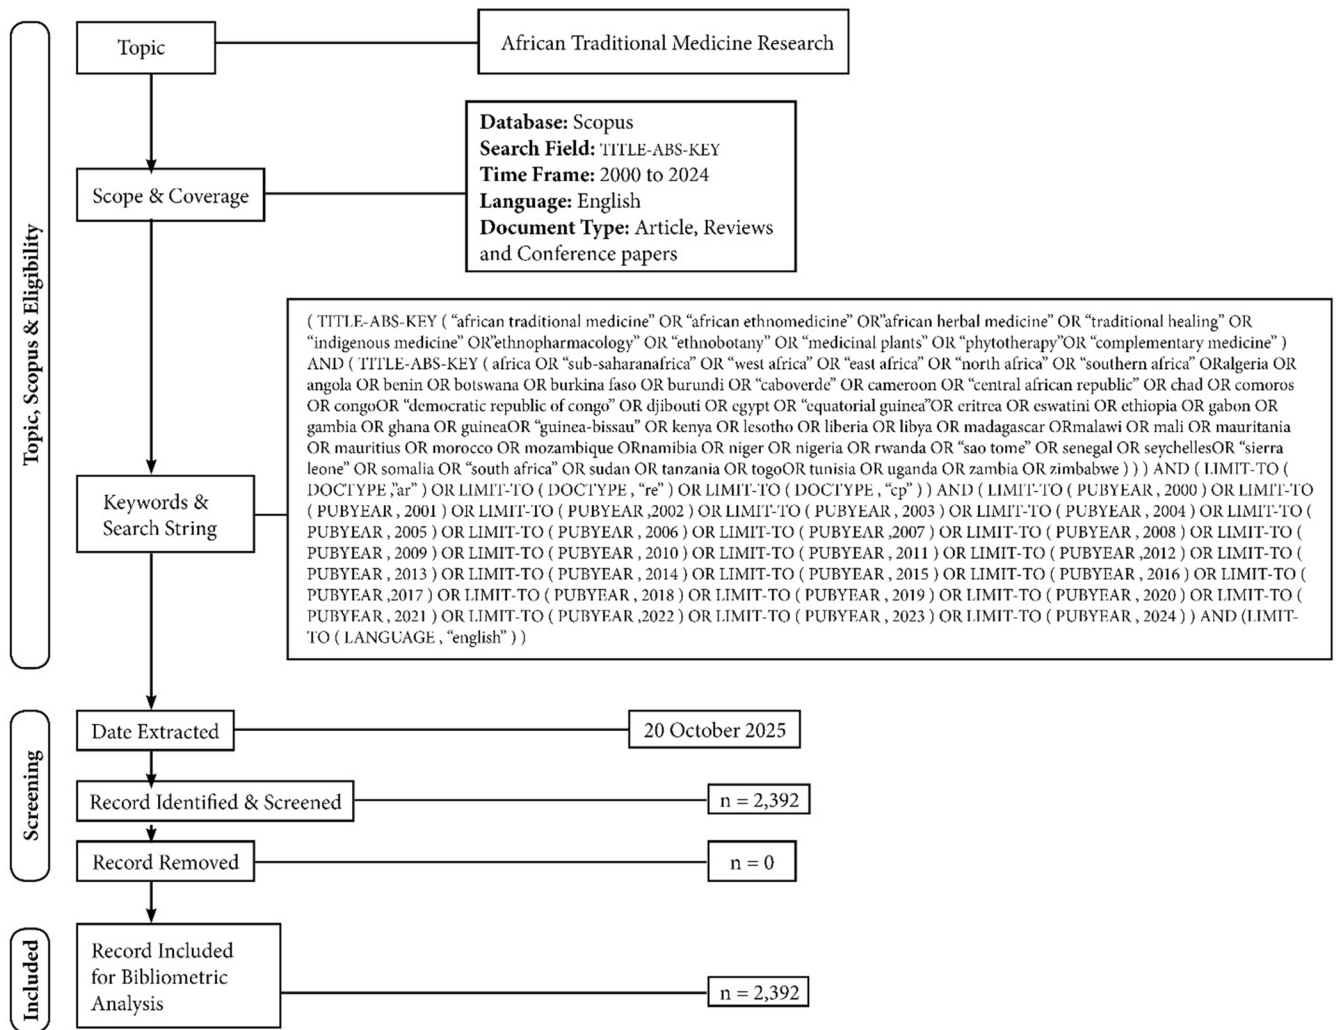 Topic, Scopus & Eligibility
Topic
African Traditional Medicine Research
Scope & Coverage
Database: Scopus
Search Field: TITLE-ABS-KEY
Time Frame: 2000 to 2024
Language: English
Document Type: Article, Reviews
and Conference papers
Keywords &
Search String
( TITLE-ABS-KEY ( “african traditional medicine” OR “african ethnomedicine” OR”african herbal medicine” OR “traditional healing” OR
“indigenous medicine” OR”ethnopharmacology” OR “ethnobotany” OR “medicinal plants” OR “phytotherapy”OR “complementary medicine” )
AND ( TITLE-ABS-KEY ( africa OR “sub-saharanafrica” OR “west africa” OR “east africa” OR “north africa” OR “southern africa” ORalgeria OR
angola OR benin OR botswana OR burkina faso OR burundi OR “caboverde” OR cameroon OR “central african republic” OR chad OR comoros
OR congoOR “democratic republic of congo” OR djibouti OR egypt OR “equatorial guinea”OR eritrea OR eswatini OR ethiopia OR gabon OR
gambia OR ghana OR guineaOR “guinea-bissau” OR kenya OR lesotho OR liberia OR libya OR madagascar ORmalawi OR mali OR mauritania
OR mauritius OR morocco OR mozambique ORnamibia OR niger OR nigeria OR rwanda OR “sao tome” OR senegal OR seychellesOR “sierra
leone” OR somalia OR “south africa” OR sudan OR tanzania OR togoOR tunisia OR uganda OR zambia OR zimbabwe ) ) ) AND ( LIMIT-TO (
DOCTYPE ,”ar” ) OR LIMIT-TO ( DOCTYPE , “re” ) OR LIMIT-TO ( DOCTYPE , “cp” ) ) AND ( LIMIT-TO ( PUBYEAR , 2000 ) OR LIMIT-TO
( PUBYEAR , 2001 ) OR LIMIT-TO ( PUBYEAR ,2002 ) OR LIMIT-TO ( PUBYEAR , 2003 ) OR LIMIT-TO ( PUBYEAR , 2004 ) OR LIMIT-TO (
PUBYEAR , 2005 ) OR LIMIT-TO ( PUBYEAR , 2006 ) OR LIMIT-TO ( PUBYEAR ,2007 ) OR LIMIT-TO ( PUBYEAR , 2008 ) OR LIMIT-TO (
PUBYEAR , 2009 ) OR LIMIT-TO ( PUBYEAR , 2010 ) OR LIMIT-TO ( PUBYEAR , 2011 ) OR LIMIT-TO ( PUBYEAR ,2012 ) OR LIMIT-TO (
PUBYEAR , 2013 ) OR LIMIT-TO ( PUBYEAR , 2014 ) OR LIMIT-TO ( PUBYEAR , 2015 ) OR LIMIT-TO ( PUBYEAR , 2016 ) OR LIMIT-TO (
PUBYEAR ,2017 ) OR LIMIT-TO ( PUBYEAR , 2018 ) OR LIMIT-TO ( PUBYEAR , 2019 ) OR LIMIT-TO ( PUBYEAR , 2020 ) OR LIMIT-TO (
PUBYEAR , 2021 ) OR LIMIT-TO ( PUBYEAR ,2022 ) OR LIMIT-TO ( PUBYEAR , 2023 ) OR LIMIT-TO ( PUBYEAR , 2024 ) ) AND (LIMIT-
TO ( LANGUAGE , “english” ) )
Screening
Date Extracted
20 October 2025
Record Identified & Screened
n = 2,392
Record Removed
n = 0
Included
Record Included
for Bibliometric
Analysis
n = 2,392